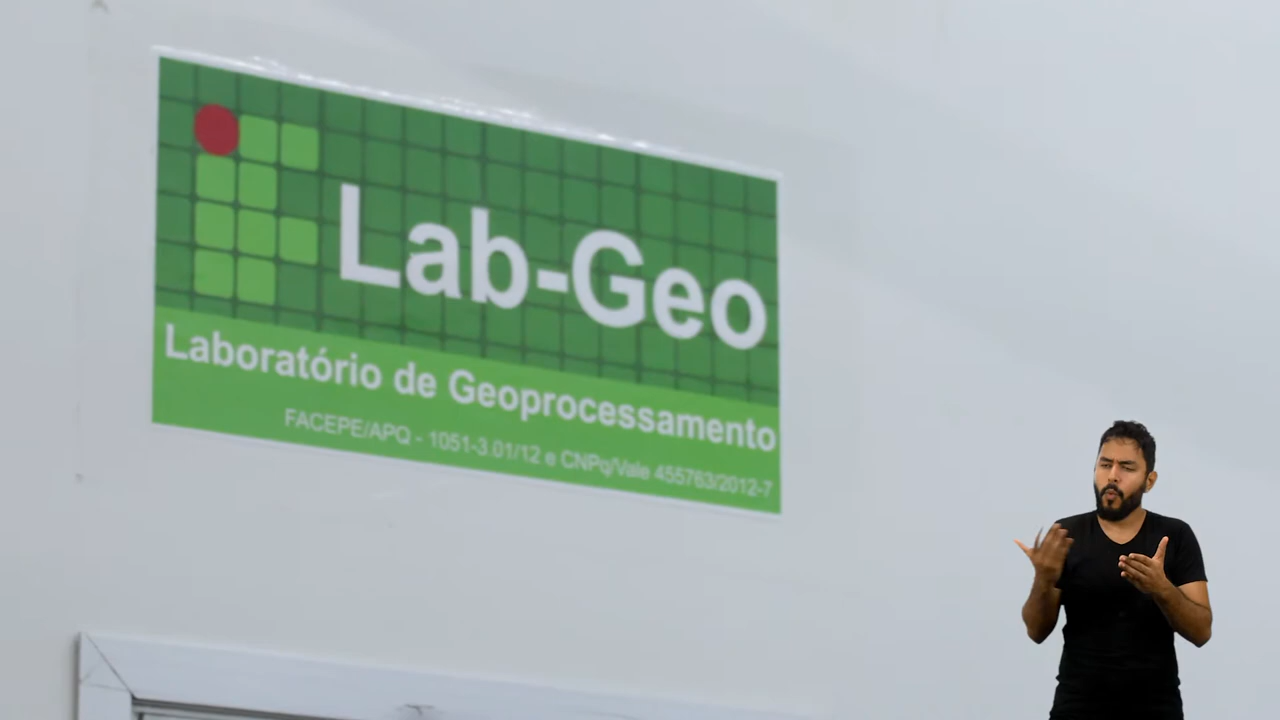 Lab-Geo
Laboratório de Geoprocessamento
FACEPE/APQ - 1051-3.01/12 e CNPq/Vale 455763/2012-7